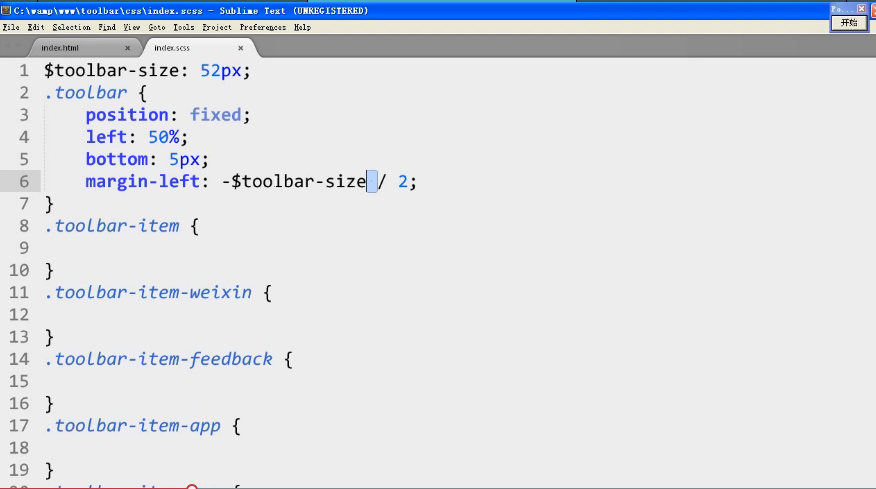 C:\wamp\www\toolbar\css\index.scss - Sublime Text (UNREGISTERED)
File Edit Selection Find View Goto Tools Project Preferences Help
开始
index.html × index.scss ×
1 $toolbar-size: 52px;
2 .toolbar {
3 position: fixed;
4 left: 50%;
5 bottom: 5px;
6 margin-left: -$toolbar-size / 2;
7 }
8 .toolbar-item {
9
10 }
11 .toolbar-item-weixin {
12
13 }
14 .toolbar-item-feedback {
15
16 }
17 .toolbar-item-app {
18
19 }